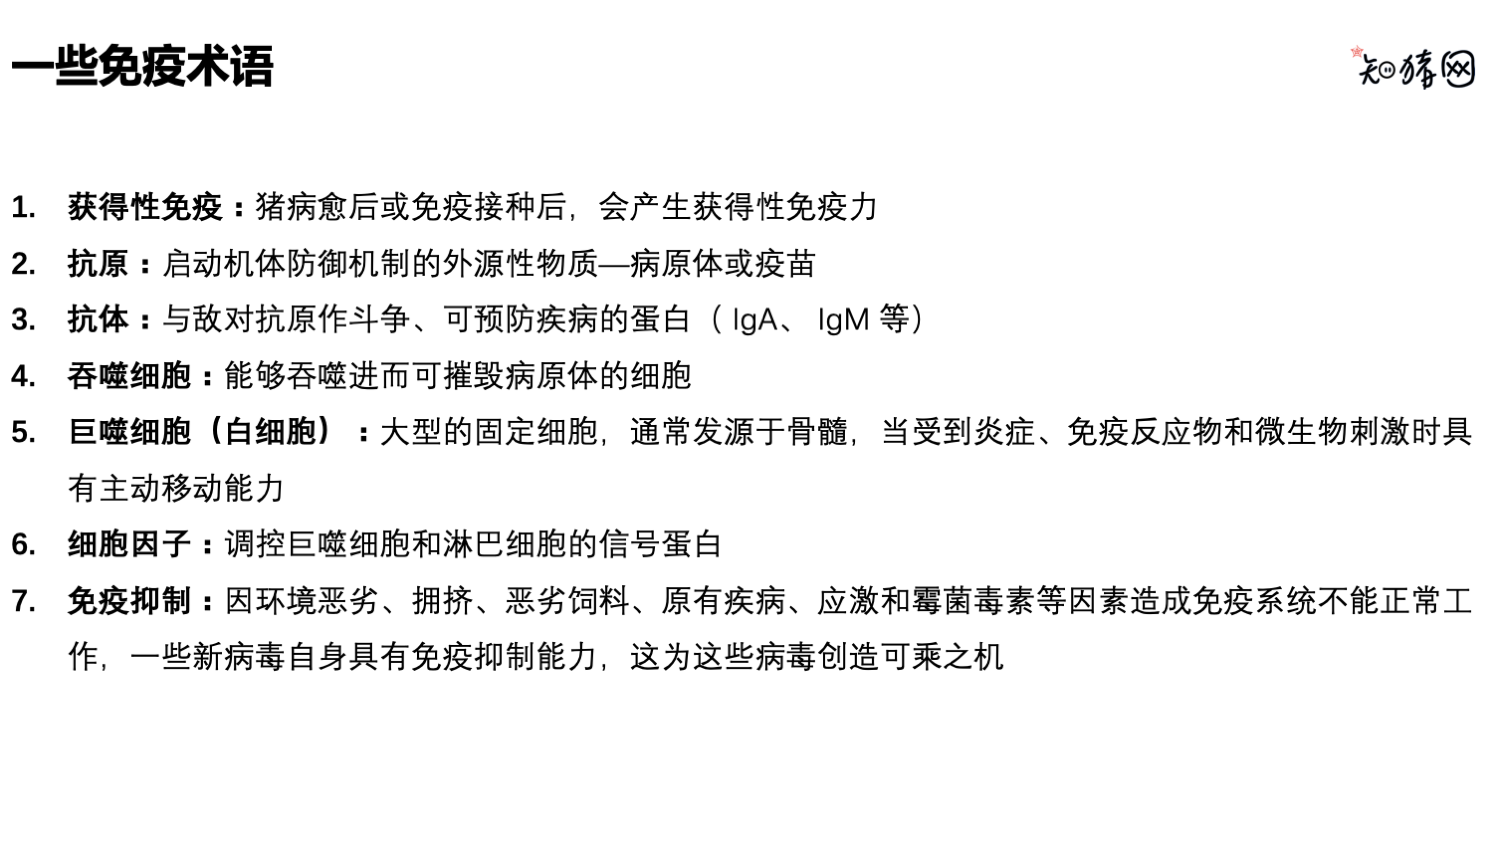 一些免疫术语
知猪网
1. 获得性免疫：猪病愈后或免疫接种后，会产生获得性免疫力
2. 抗原：启动机体防御机制的外源性物质—病原体或疫苗
3. 抗体：与敌对抗原作斗争、可预防疾病的蛋白（ IgA、 IgM 等）
4. 吞噬细胞：能够吞噬进而可摧毁病原体的细胞
5. 巨噬细胞（白细胞）：大型的固定细胞，通常发源于骨髓，当受到炎症、免疫反应物和微生物刺激时具
有主动移动能力
6. 细胞因子：调控巨噬细胞和淋巴细胞的信号蛋白
7. 免疫抑制：因环境恶劣、拥挤、恶劣饲料、原有疾病、应激和霉菌毒素等因素造成免疫系统不能正常工
作，一些新病毒自身具有免疫抑制能力，这为这些病毒创造可乘之机